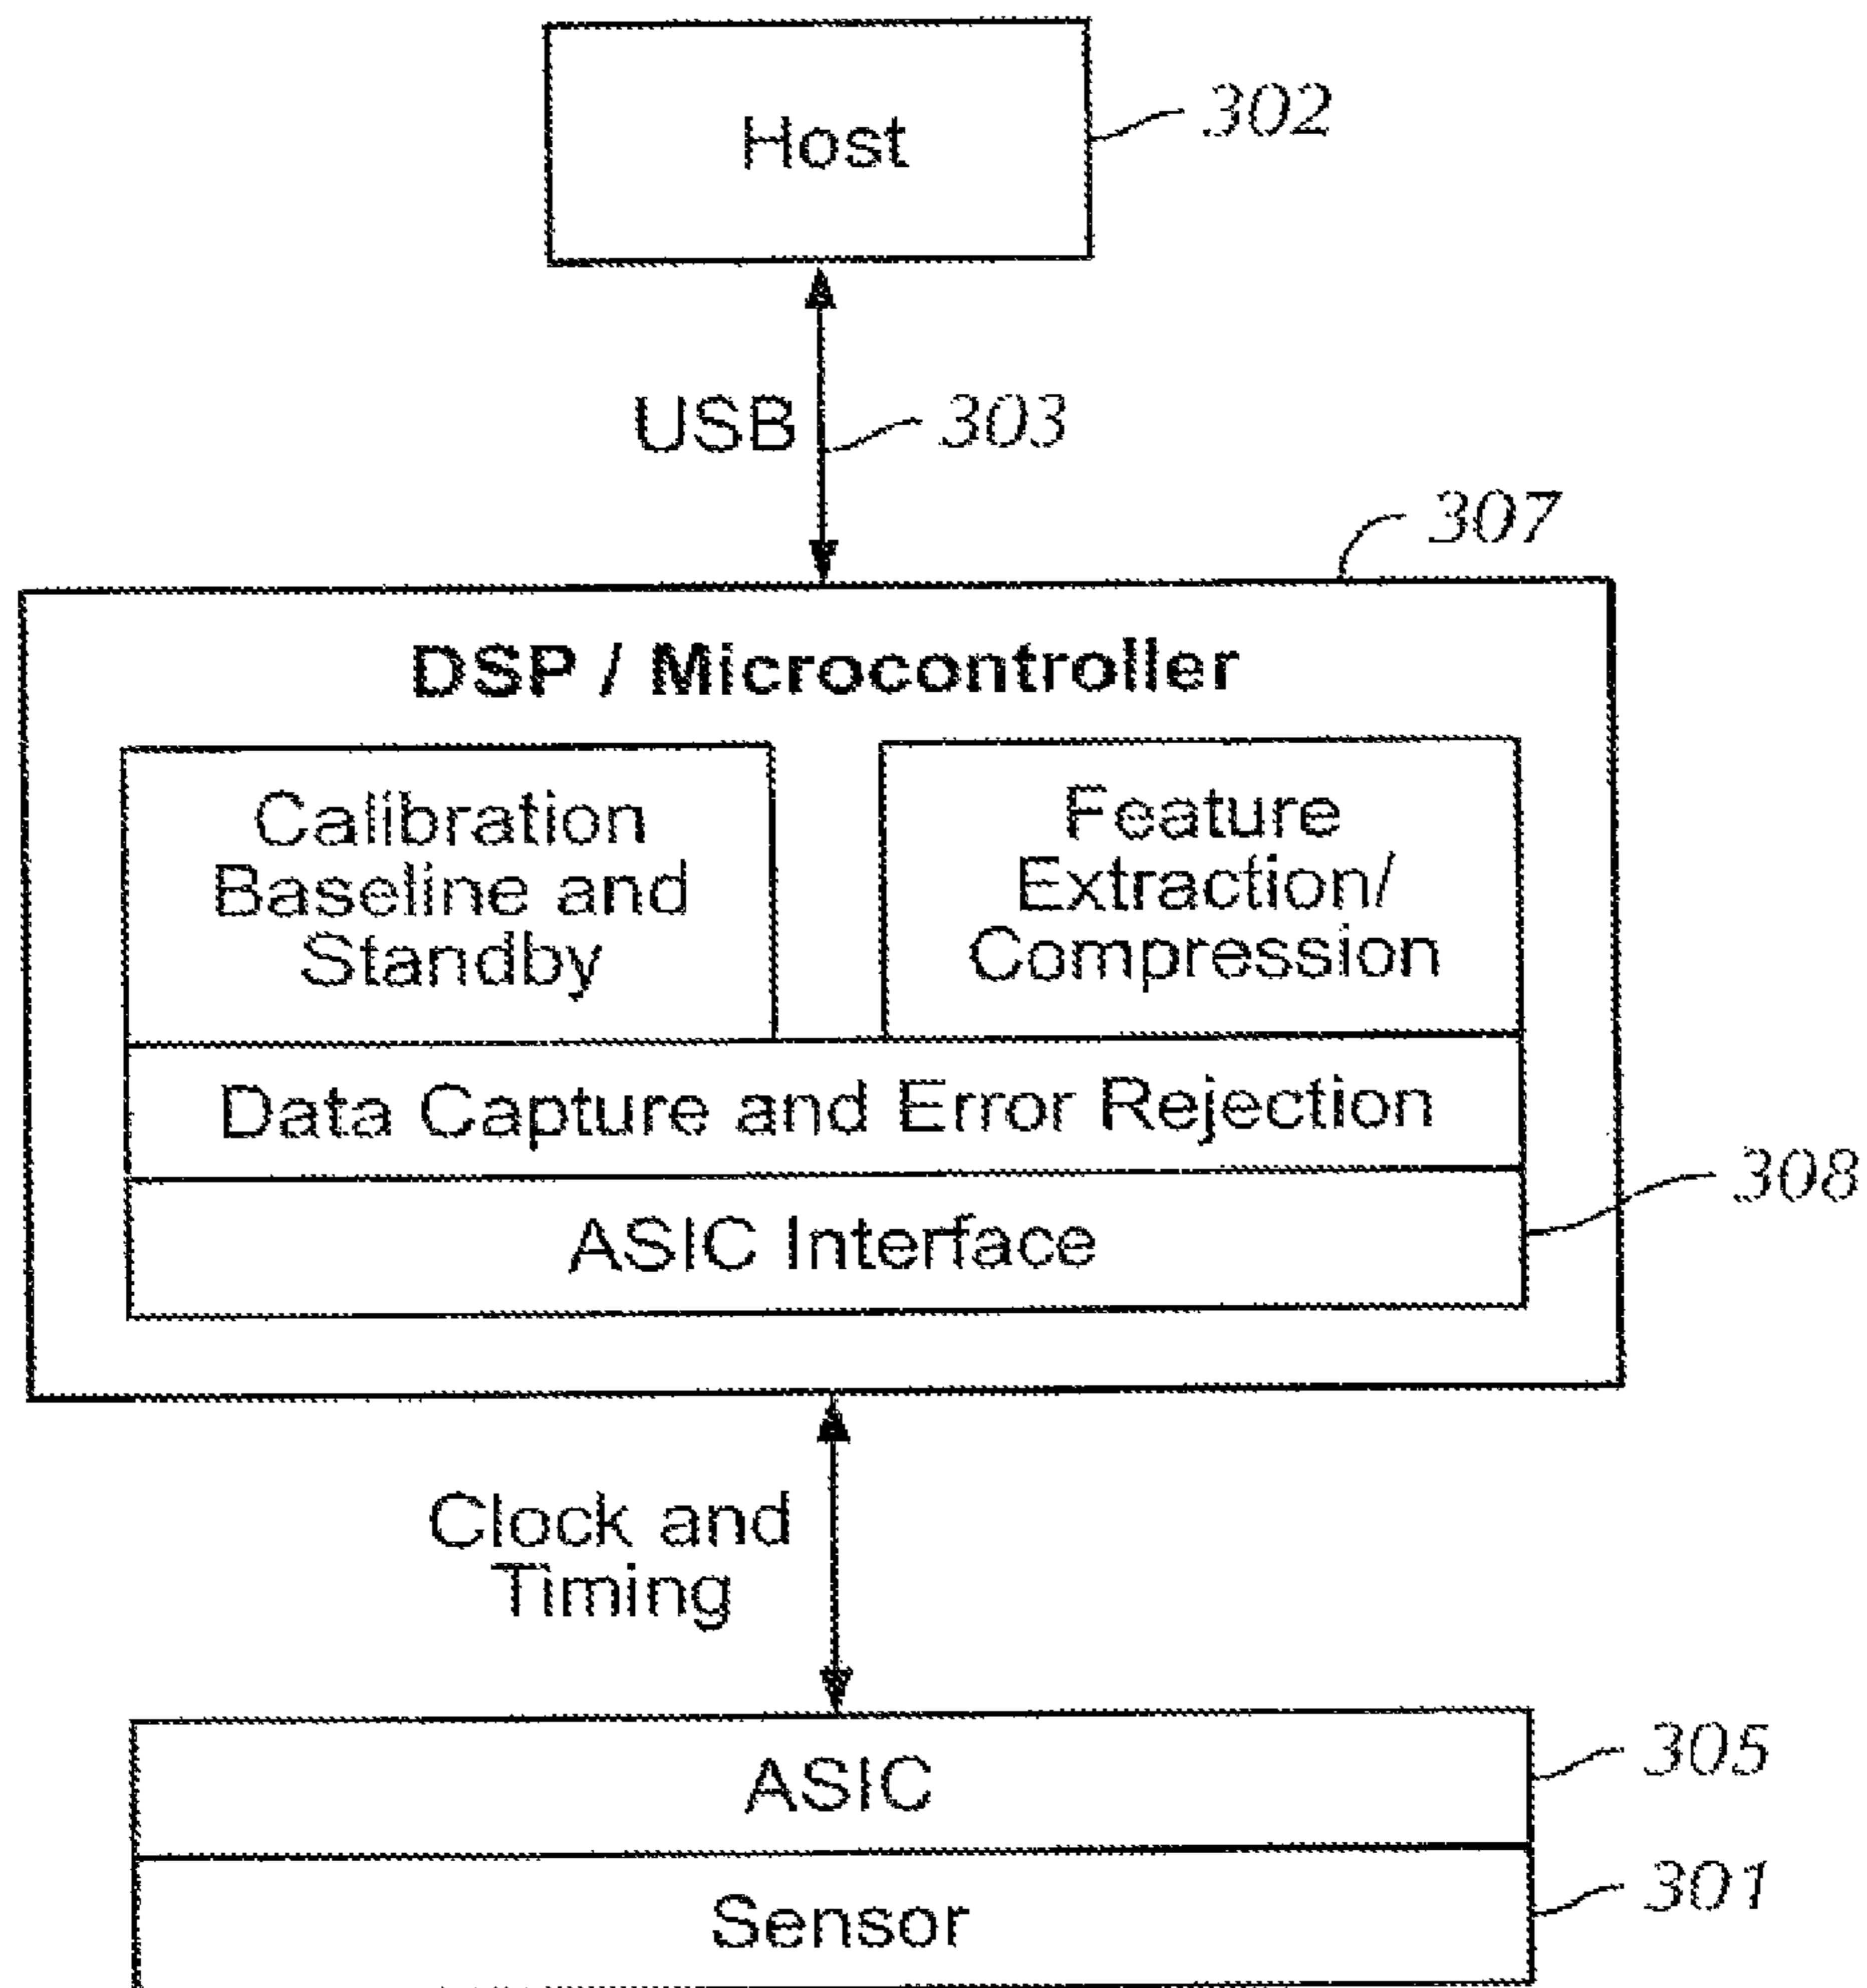 Host
302
USB
303
307
DSP / Microcontroller
Calibration
Baseline and
Standby
Feature
Extraction/
Compression
Data Capture and Error Rejection
308
ASIC Interface
Clock and
Timing
ASIC
305
Sensor
301